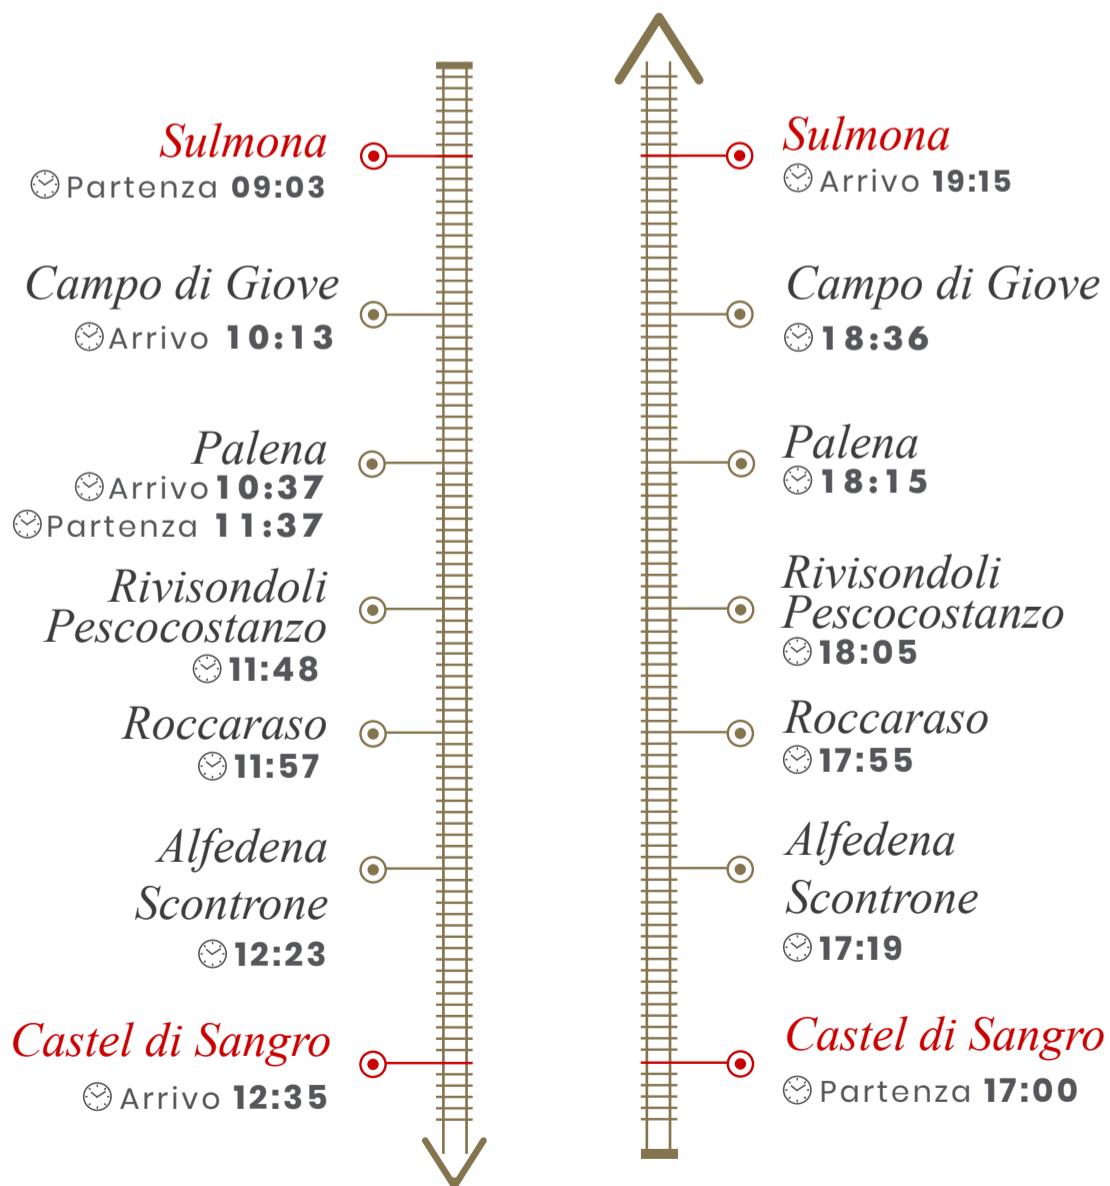 Sulmona
Partenza 09:03
Campo di Giove
Arrivo 10:13
Palena
Arrivo 10:37
Partenza 11:37
Rivisondoli
Pescocostanzo
11:48
Roccaraso
11:57
Alfedena
Scontrone
12:23
Castel di Sangro
Arrivo 12:35
Sulmona
Arrivo 19:15
Campo di Giove
18:36
Palena
18:15
Rivisondoli
Pescocostanzo
18:05
Roccaraso
17:55
Alfedena
Scontrone
17:19
Castel di Sangro
Partenza 17:00